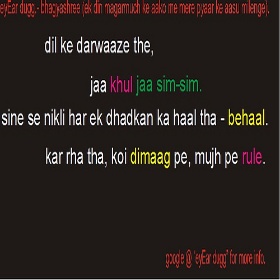 eyEar dugg.- bhagyashree (ek din magarmuch ke aako me mere pyaar ke aasu milenge).
dil ke darwaaze the,
jaa khul jaa sim-sim.
sine se nikli har ek dhadkan ka haal tha - behaal.
kar rha tha, koi dimaag pe, mujh pe rule.
google @ "eyEar dugg" for more info.